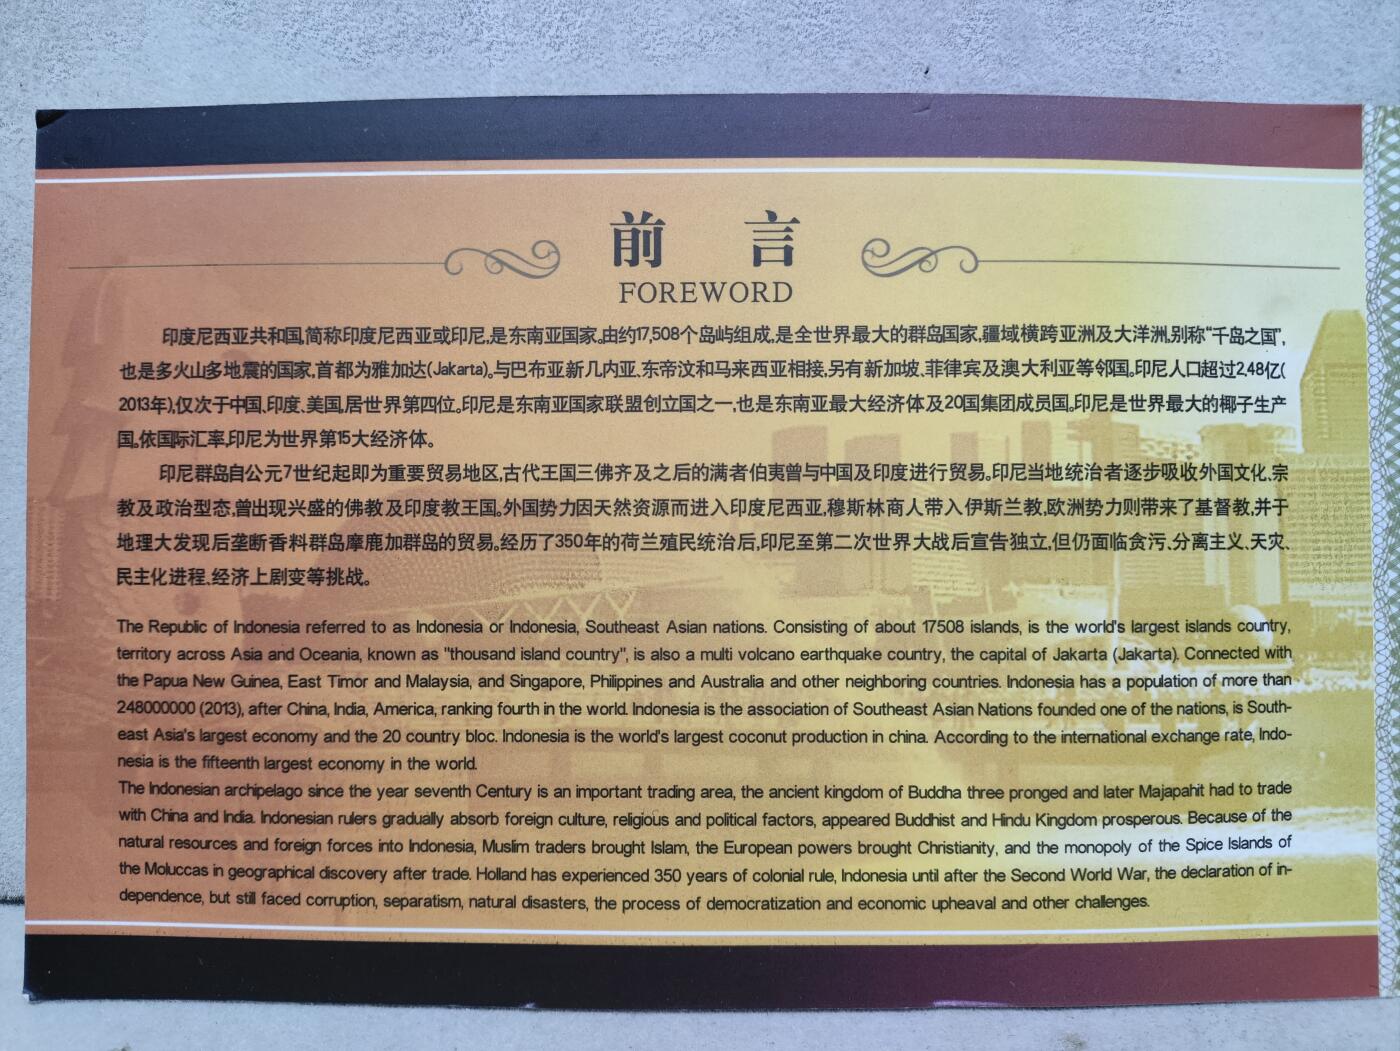 前 言
FOREWORD
印度尼西亚共和国,简称印度尼西亚或印尼,是东南亚国家。由约17,508个岛屿组成,是全世界最大的群岛国家,疆域横跨亚洲及大洋洲,别称“千岛之国”,
也是多火山多地震的国家,首都为雅加达(Jakarta)。与巴布亚新几内亚、东帝汶和马来西亚相接,另有新加坡、菲律宾及澳大利亚等邻国。印尼人口超过2.48亿(
2013年),仅次于中国、印度、美国,居世界第四位。印尼是东南亚国家联盟创立国之一,也是东南亚最大经济体及20国集团成员国。印尼是世界最大的椰子生产
国。依国际汇率,印尼为世界第15大经济体。
印尼群岛自公元7世纪起即为重要贸易地区,古代王国三佛齐及之后的满者伯夷曾与中国及印度进行贸易。印尼当地统治者逐步吸收外国文化、宗
教及政治型态,曾出现兴盛的佛教及印度教王国。外国势力因天然资源而进入印度尼西亚,穆斯林商人带入伊斯兰教,欧洲势力则带来了基督教,并于
地理大发现后垄断香料群岛摩鹿加群岛的贸易。经历了350年的荷兰殖民统治后,印尼至第二次世界大战后宣告独立,但仍面临贪污、分离主义、天灾、
民主化进程、经济上剧变等挑战。
The Republic of Indonesia referred to as Indonesia or Indonesia, Southeast Asian nations. Consisting of about 17508 islands, is the world's largest islands country,
territory across Asia and Oceania, known as "thousand island country", is also a multi volcano earthquake country, the capital of Jakarta (Jakarta). Connected with
the Papua New Guinea, East Timor and Malaysia, and Singapore, Philippines and Australia and other neighboring countries. Indonesia has a population of more than
248000000 (2013), after China, India, America, ranking fourth in the world. Indonesia is the association of Southeast Asian Nations founded one of the nations, is South-
east Asia's largest economy and the 20 country bloc. Indonesia is the world's largest coconut production in china. According to the international exchange rate, Indo-
nesia is the fifteenth largest economy in the world.
The Indonesian archipelago since the year seventh Century is an important trading area, the ancient kingdom of Buddha three pronged and later Majapahit had to trade
with China and India. Indonesian rulers gradually absorb foreign culture, religious and political factors, appeared Buddhist and Hindu Kingdom prosperous. Because of the
natural resources and foreign forces into Indonesia, Muslim traders brought Islam, the European powers brought Christianity, and the monopoly of the Spice Islands of
the Moluccas in geographical discovery after trade. Holland has experienced 350 years of colonial rule, Indonesia until after the Second World War, the declaration of in-
dependence, but still faced corruption, separatism, natural disasters, the process of democratization and economic upheaval and other challenges.